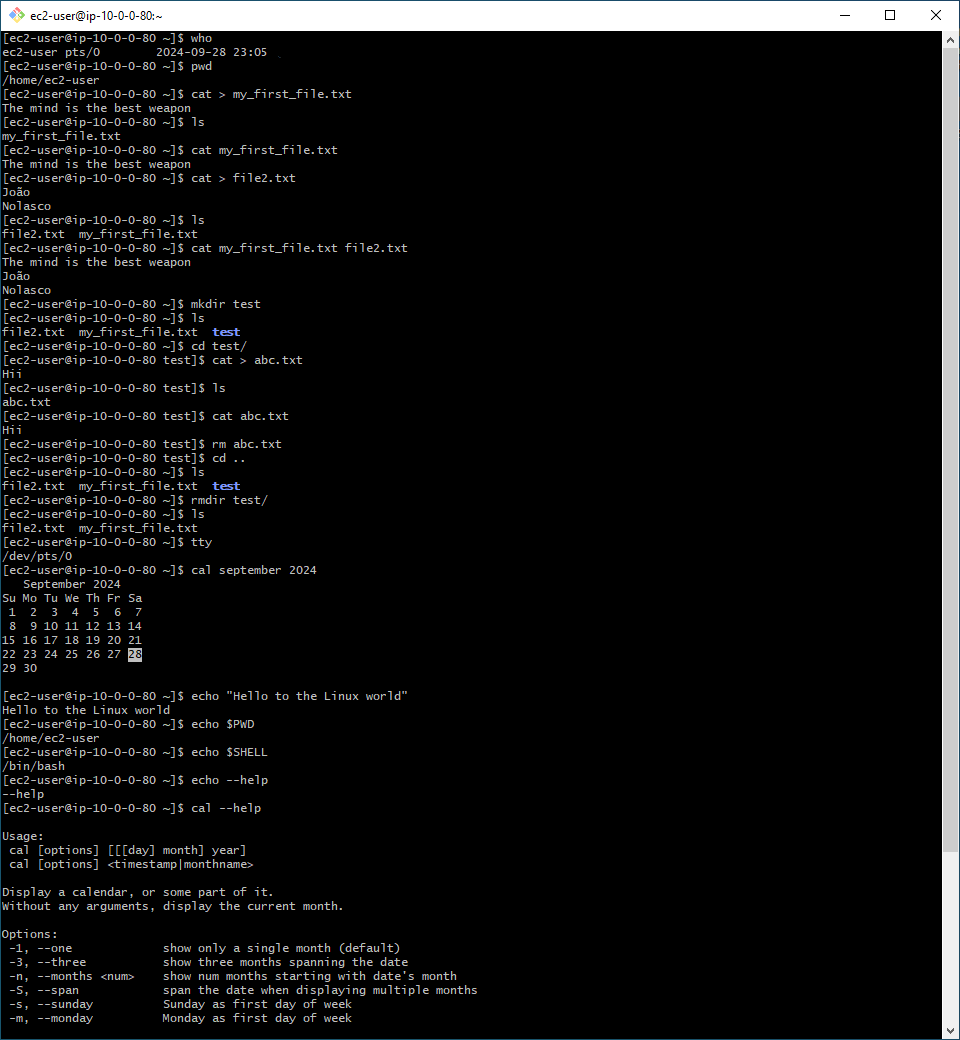 ec2-user@ip-10-0-0-80:~
[ec2-user@ip-10-0-0-80 ~]$ who
ec2-user pts/0        2024-09-28 23:05
[ec2-user@ip-10-0-0-80 ~]$ pwd
/home/ec2-user
[ec2-user@ip-10-0-0-80 ~]$ cat > my_first_file.txt
The mind is the best weapon
[ec2-user@ip-10-0-0-80 ~]$ ls
my_first_file.txt
[ec2-user@ip-10-0-0-80 ~]$ cat my_first_file.txt
The mind is the best weapon
[ec2-user@ip-10-0-0-80 ~]$ cat > file2.txt
João
Nolasco
[ec2-user@ip-10-0-0-80 ~]$ ls
file2.txt  my_first_file.txt
[ec2-user@ip-10-0-0-80 ~]$ cat my_first_file.txt file2.txt
The mind is the best weapon
João
Nolasco
[ec2-user@ip-10-0-0-80 ~]$ mkdir test
[ec2-user@ip-10-0-0-80 ~]$ ls
file2.txt  my_first_file.txt  test
[ec2-user@ip-10-0-0-80 ~]$ cd test/
[ec2-user@ip-10-0-0-80 test]$ cat > abc.txt
Hii
[ec2-user@ip-10-0-0-80 test]$ ls
abc.txt
[ec2-user@ip-10-0-0-80 test]$ cat abc.txt
Hii
[ec2-user@ip-10-0-0-80 test]$ rm abc.txt
[ec2-user@ip-10-0-0-80 test]$ cd ..
[ec2-user@ip-10-0-0-80 ~]$ ls
file2.txt  my_first_file.txt  test
[ec2-user@ip-10-0-0-80 ~]$ rmdir test/
[ec2-user@ip-10-0-0-80 ~]$ ls
file2.txt  my_first_file.txt
[ec2-user@ip-10-0-0-80 ~]$ tty
/dev/pts/0
[ec2-user@ip-10-0-0-80 ~]$ cal september 2024
   September 2024
Su Mo Tu We Th Fr Sa
 1  2  3  4  5  6  7
 8  9 10 11 12 13 14
15 16 17 18 19 20 21
22 23 24 25 26 27 28
29 30
[ec2-user@ip-10-0-0-80 ~]$ echo "Hello to the Linux world"
Hello to the Linux world
[ec2-user@ip-10-0-0-80 ~]$ echo $PWD
/home/ec2-user
[ec2-user@ip-10-0-0-80 ~]$ echo $SHELL
/bin/bash
[ec2-user@ip-10-0-0-80 ~]$ echo --help
--help
[ec2-user@ip-10-0-0-80 ~]$ cal --help
Usage:
 cal [options] [[[day] month] year]
 cal [options] <timestamp|monthname>
Display a calendar, or some part of it.
Without any arguments, display the current month.
Options:
 -1, --one             show only a single month (default)
 -3, --three           show three months spanning the date
 -n, --months <num>    show num months starting with date's month
 -S, --span            span the date when displaying multiple months
 -s, --sunday          Sunday as first day of week
 -m, --monday          Monday as first day of week